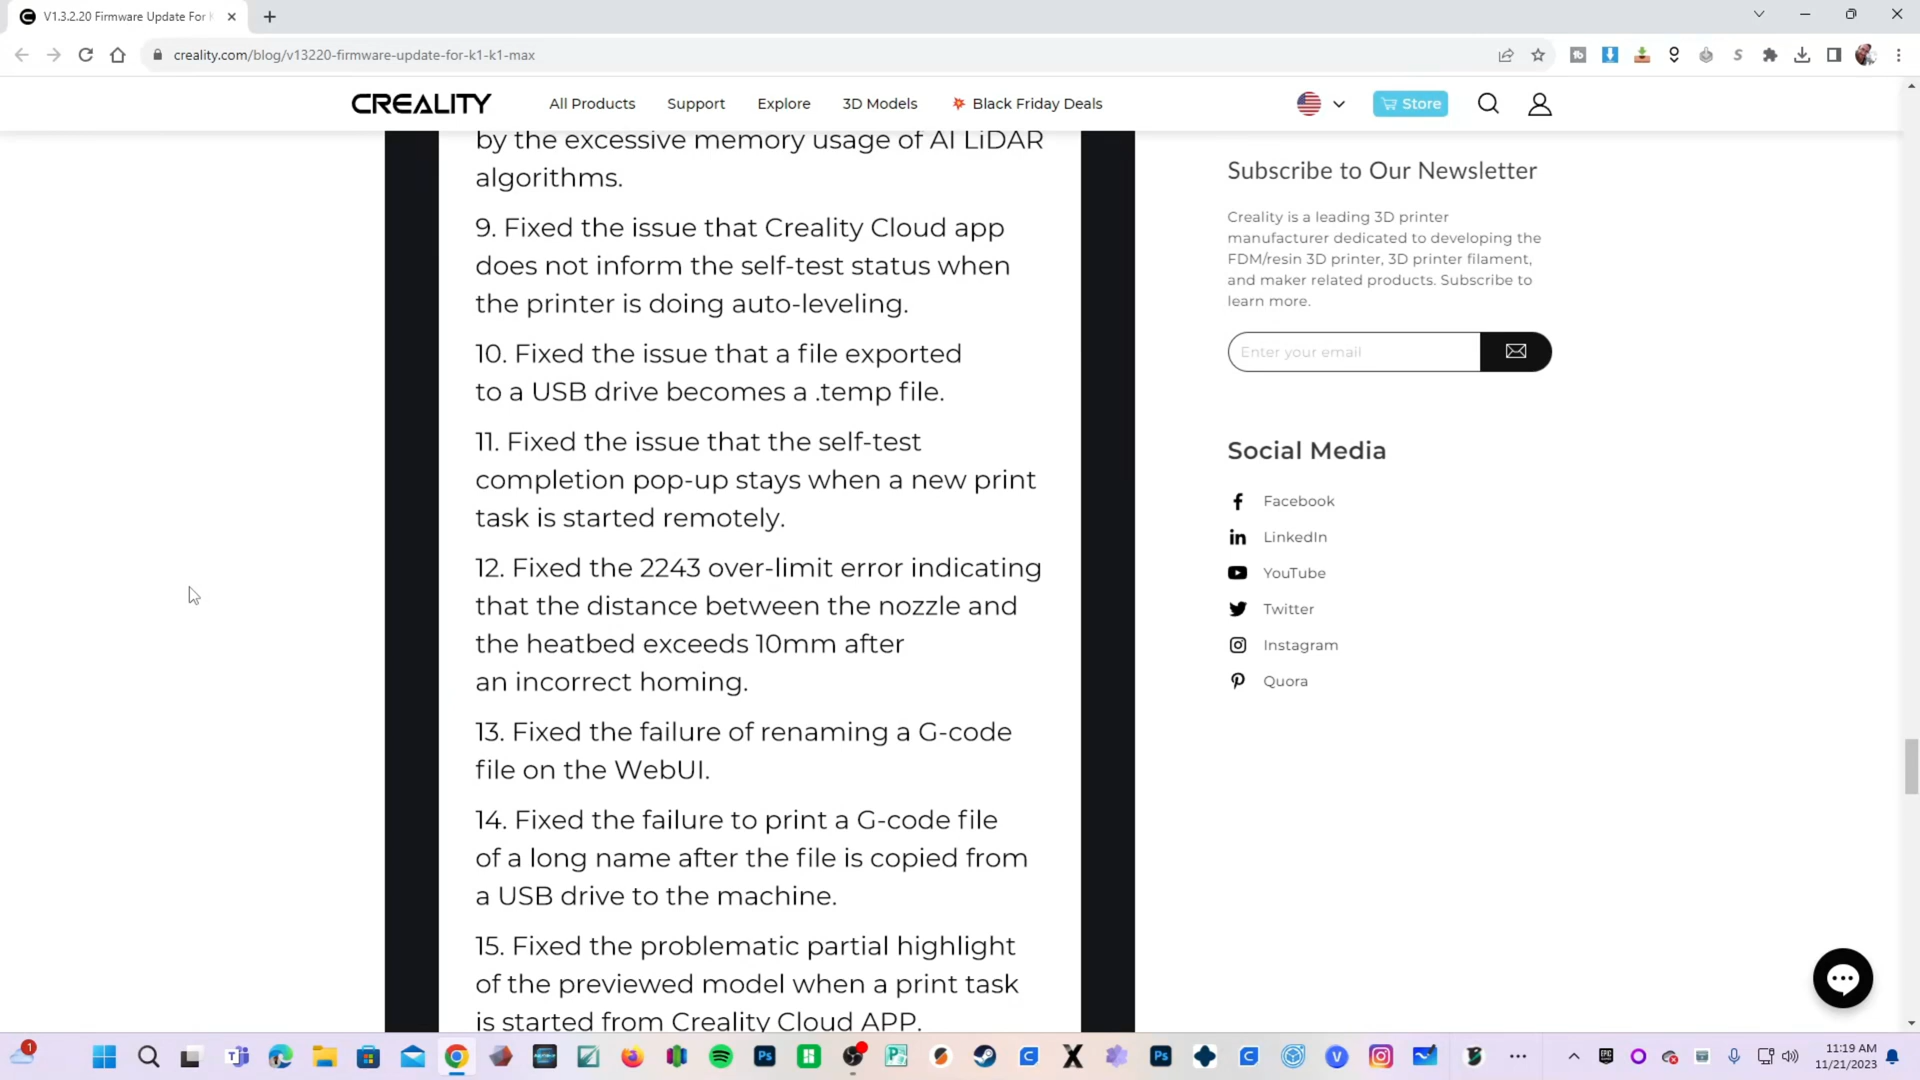 V1.3.2.20 Firmware Update For
creality.com/blog/v13220-firmware-update-for-k1-k1-max
CREALITY
All Products
Support
Explore
3D Models
Black Friday Deals
Store
by the excessive memory usage of AI LiDAR
algorithms.
9. Fixed the issue that Creality Cloud app
does not inform the self-test status when
the printer is doing auto-leveling.
10. Fixed the issue that a file exported
to a USB drive becomes a .temp file.
11. Fixed the issue that the self-test
completion pop-up stays when a new print
task is started remotely.
12. Fixed the 2243 over-limit error indicating
that the distance between the nozzle and
the heatbed exceeds 10mm after
an incorrect homing.
13. Fixed the failure of renaming a G-code
file on the WebUI.
14. Fixed the failure to print a G-code file
of a long name after the file is copied from
a USB drive to the machine.
15. Fixed the problematic partial highlight
of the previewed model when a print task
is started from Creality Cloud APP.
Subscribe to Our Newsletter
Creality is a leading 3D printer
manufacturer dedicated to developing the
FDM/resin 3D printer, 3D printer filament,
and maker related products. Subscribe to
learn more.
Enter your email
Social Media
Facebook
LinkedIn
YouTube
Twitter
Instagram
Quora
11:19 AM
11/21/2023